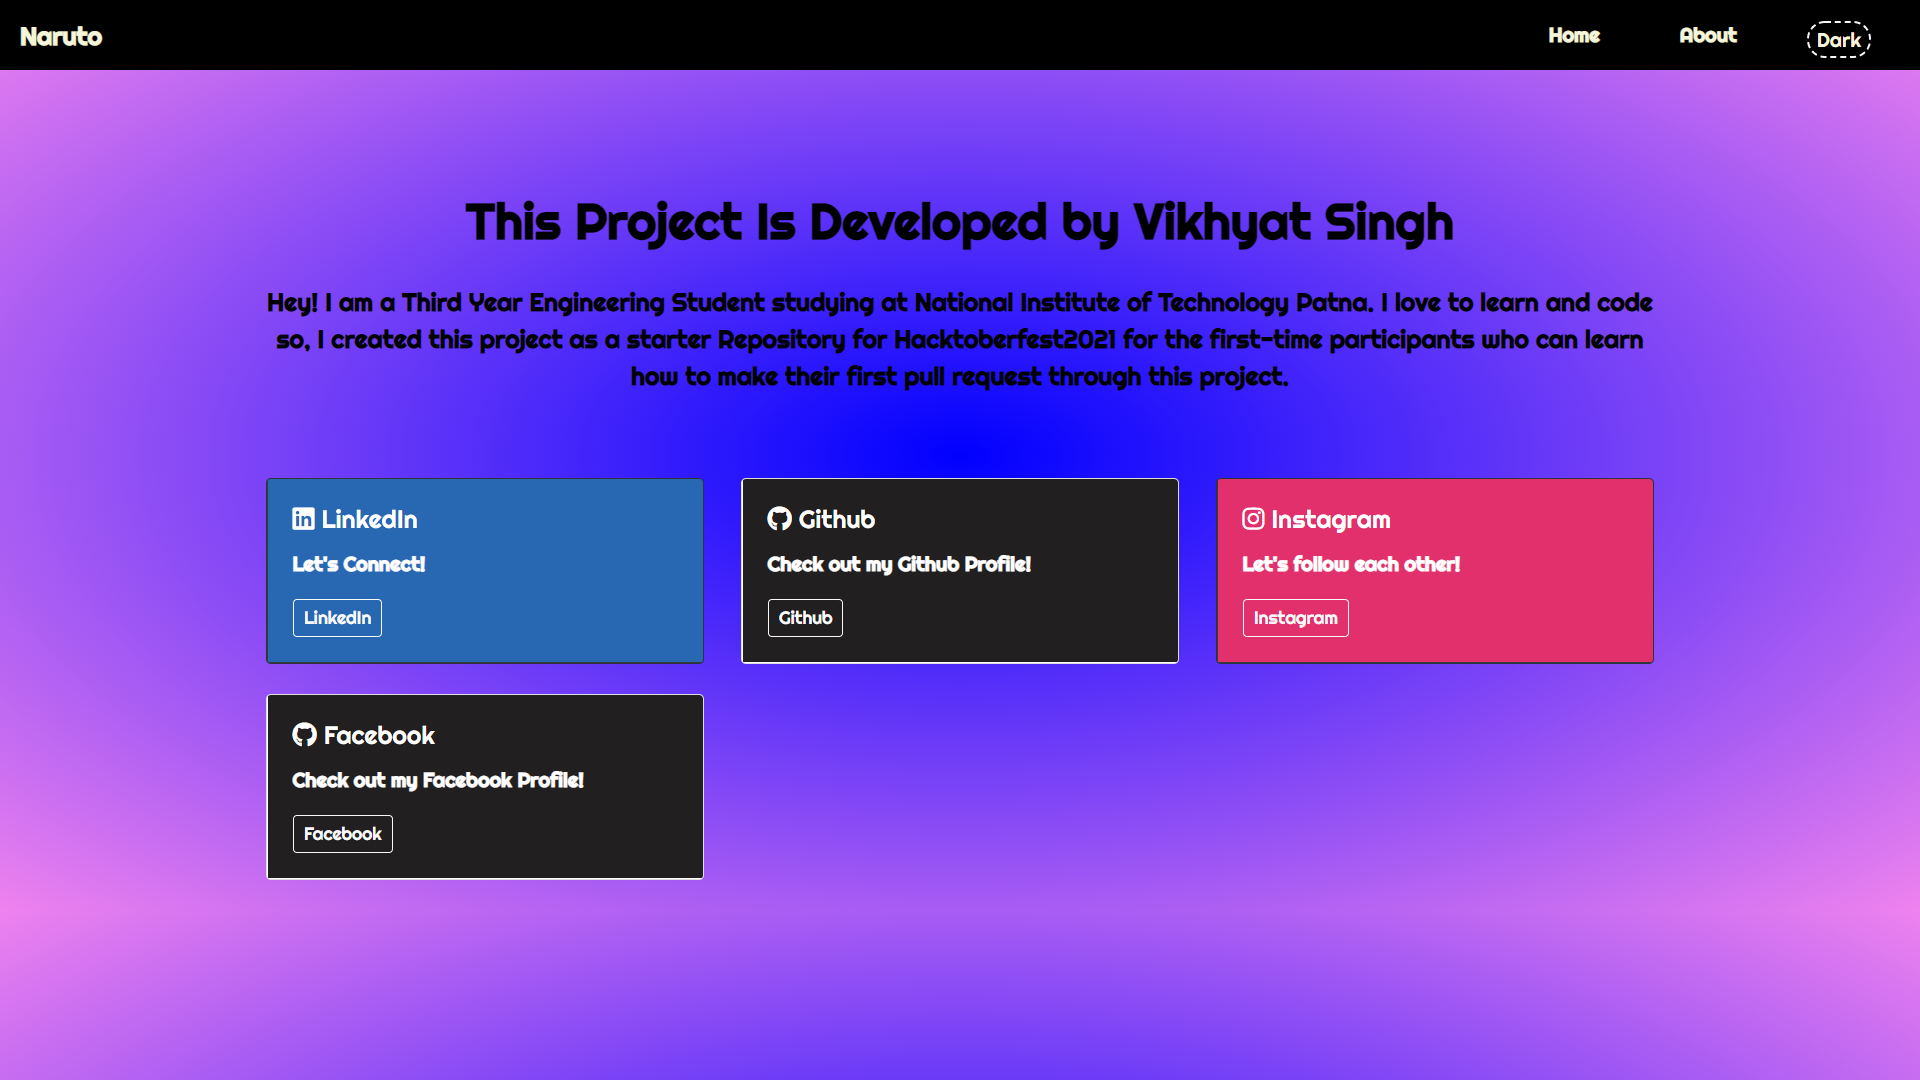 Naruto
Home
About
Dark
This Project Is Developed by Vikhyat Singh
Hey! I am a Third Year Engineering Student studying at National Institute of Technology Patna. I love to learn and code
so, I created this project as a starter Repository for Hacktoberfest2021 for the first-time participants who can learn
how to make their first pull request through this project.
LinkedIn
Let's Connect!
LinkedIn
Github
Check out my Github Profile!
Github
Instagram
Let's follow each other!
Instagram
Facebook
Check out my Facebook Profile!
Facebook